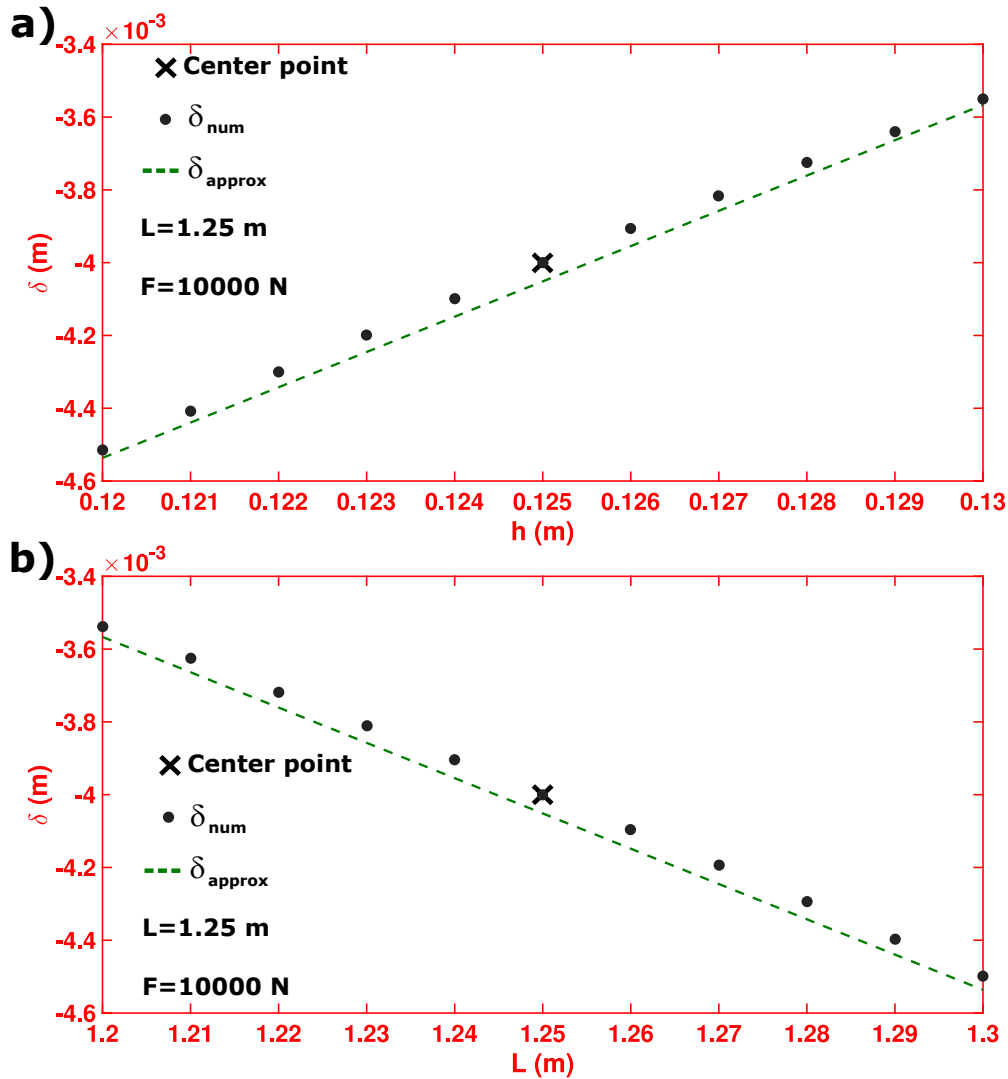 a)
×10⁻³
-3.4
Center point
δnum
-3.6
δapprox
-3.8
L=1.25 m
δ (m)
-4
F=10000 N
-4.2
-4.4
-4.6
0.12 0.121 0.122 0.123 0.124 0.125 0.126 0.127 0.128 0.129 0.13
h (m)
b)
×10⁻³
-3.4
-3.6
-3.8
Center point
δ (m)
-4
δnum
δapprox
-4.2
L=1.25 m
-4.4
F=10000 N
-4.6
1.2 1.21 1.22 1.23 1.24 1.25 1.26 1.27 1.28 1.29 1.3
L (m)